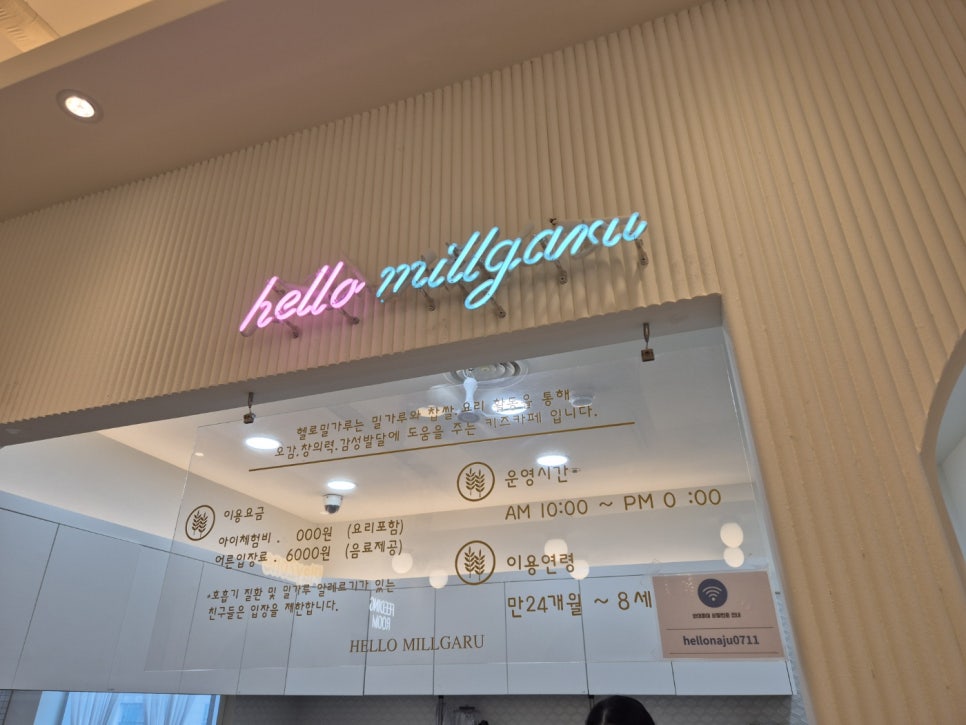 hello millgaru
헬로밀가루는 밀가루와 찹쌀.요리 활동을 통해
오감.창의력.감성발달에 도움을 주는 키즈카페 입니다.
이용요금
아이체험비 . 000원 (요리포함)
어른입장료 . 6000원 (음료제공)
*호흡기 질환 및 밀가루 알레르기가 있는
친구들은 입장을 제한합니다.
운영시간
AM 10:00 ~ PM 0 :00
이용연령
만24개월 ~ 8세
FEEDING
ROOM
HELLO MILLGARU
hellonaju0711